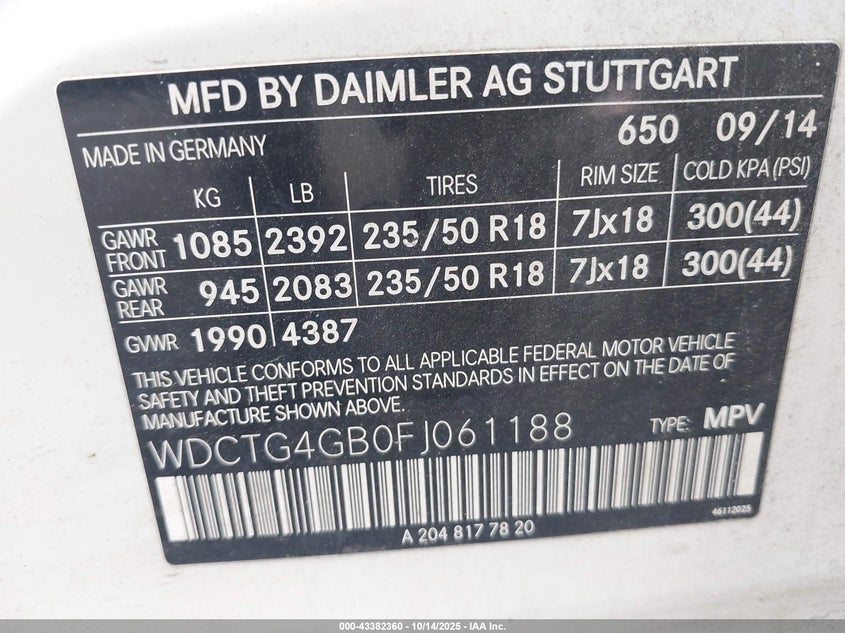 MFD BY DAIMLER AG STUTTGART
650 09/14
MADE IN GERMANY
KG LB TIRES RIM SIZE COLD KPA (PSI)
GAWR FRONT 1085 2392 235/50 R18 7Jx18 300(44)
GAWR REAR 945 2083 235/50 R18 7Jx18 300(44)
GVWR 1990 4387
THIS VEHICLE CONFORMS TO ALL APPLICABLE FEDERAL MOTOR VEHICLE
SAFETY AND THEFT PREVENTION STANDARDS IN EFFECT ON THE DATE OF
MANUFACTURE SHOWN ABOVE.
WDCTG4GB0FJ061188 TYPE: MPV
A 204 817 78 20
46112025
000-43382360 - 10/14/2025 - IAA Inc.